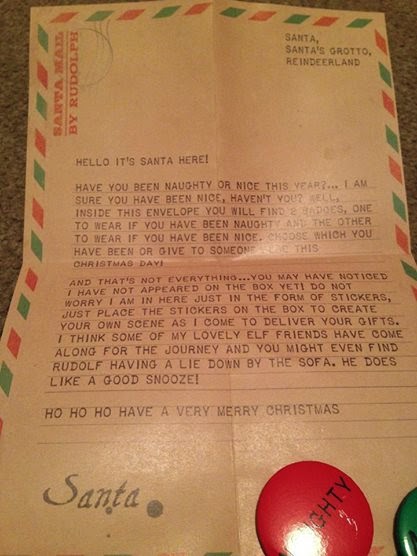 SANTA MAIL
BY RUDOLPH
SANTA,
SANTA'S GROTTO,
REINDEERLAND
HELLO IT'S SANTA HERE!
HAVE YOU BEEN NAUGHTY OR NICE THIS YEAR?... I AM
SURE YOU HAVE BEEN NICE, HAVEN'T YOU? WELL,
INSIDE THIS ENVELOPE YOU WILL FIND 2 BADGES, ONE
TO WEAR IF YOU HAVE BEEN NAUGHTY AND THE OTHER
TO WEAR IF YOU HAVE BEEN NICE. CHOOSE WHICH YOU
HAVE BEEN OR GIVE TO SOMEONE ELSE THIS
CHRISTMAS DAY!
AND THAT'S NOT EVERYTHING...YOU MAY HAVE NOTICED
I HAVE NOT APPEARED ON THE BOX YET! DO NOT
WORRY I AM IN HERE JUST IN THE FORM OF STICKERS,
JUST PLACE THE STICKERS ON THE BOX TO CREATE
YOUR OWN SCENE AS I COME TO DELIVER YOUR GIFTS.
I THINK SOME OF MY LOVELY ELF FRIENDS HAVE COME
ALONG FOR THE JOURNEY AND YOU MIGHT EVEN FIND
RUDOLF HAVING A LIE DOWN BY THE SOFA. HE DOES
LIKE A GOOD SNOOZE!
HO HO HO HAVE A VERY MERRY CHRISTMAS
Santa